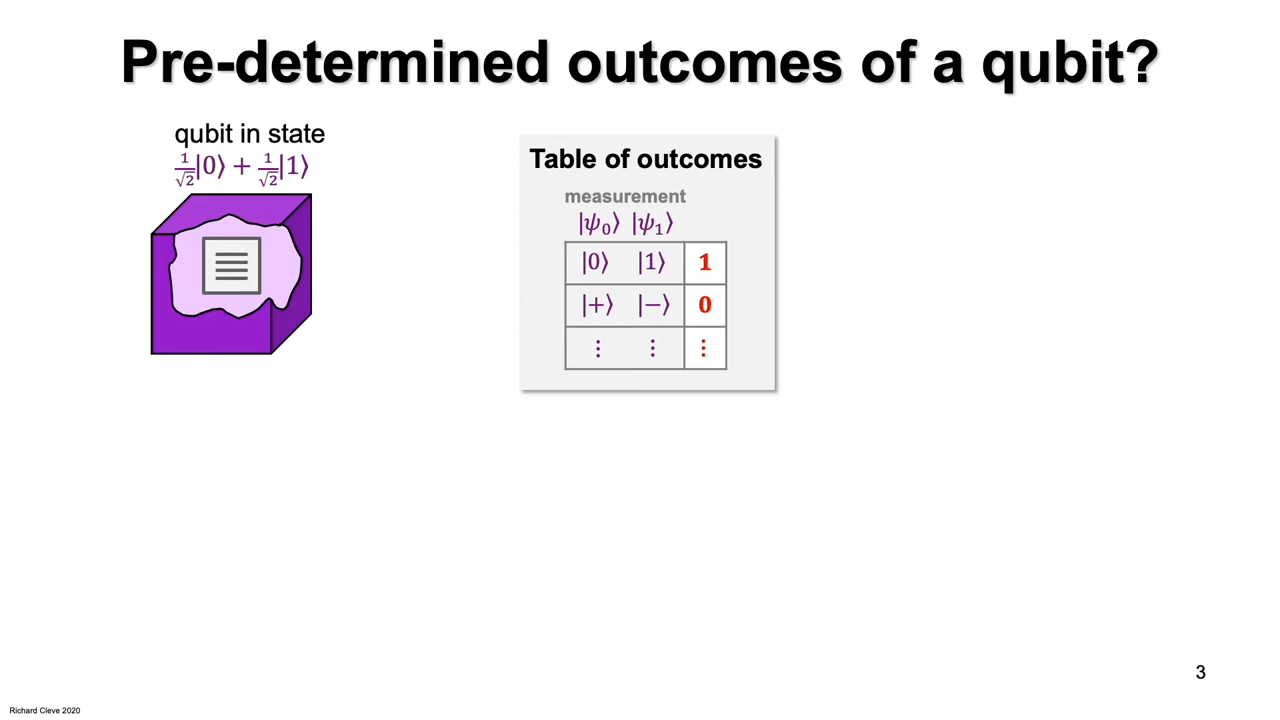 Pre-determined outcomes of a qubit?
qubit in state
1/√2|0⟩ + 1/√2|1⟩
Table of outcomes
measurement
|ψ₀⟩ |ψ₁⟩
|0⟩ |1⟩ 1
|+⟩ |−⟩ 0
⋮ ⋮ ⋮
3
Richard Cleve 2020